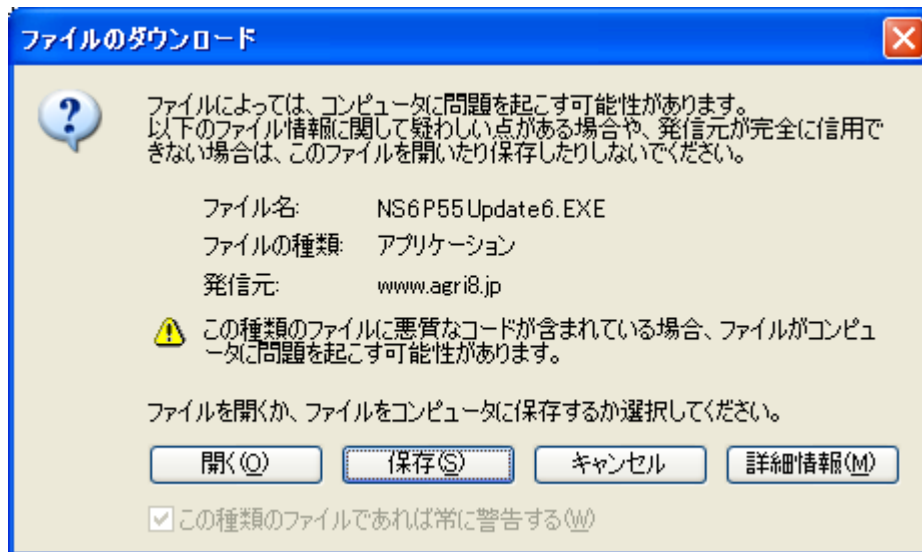 ファイルのダウンロード
ファイルによっては、コンピュータに問題を起こす可能性があります。
以下のファイル情報に関して疑わしい点がある場合や、発信元が完全に信用で
きない場合は、このファイルを開いたり保存したりしないでください。
ファイル名: NS6P55Update6.EXE
ファイルの種類: アプリケーション
発信元: www.agri8.jp
この種類のファイルに悪質なコードが含まれている場合、ファイルがコンピュ
ータに問題を起こす可能性があります。
ファイルを開くか、ファイルをコンピュータに保存するか選択してください。
開く(O) 保存(S) キャンセル 詳細情報(M)
この種類のファイルであれば常に警告する(W)